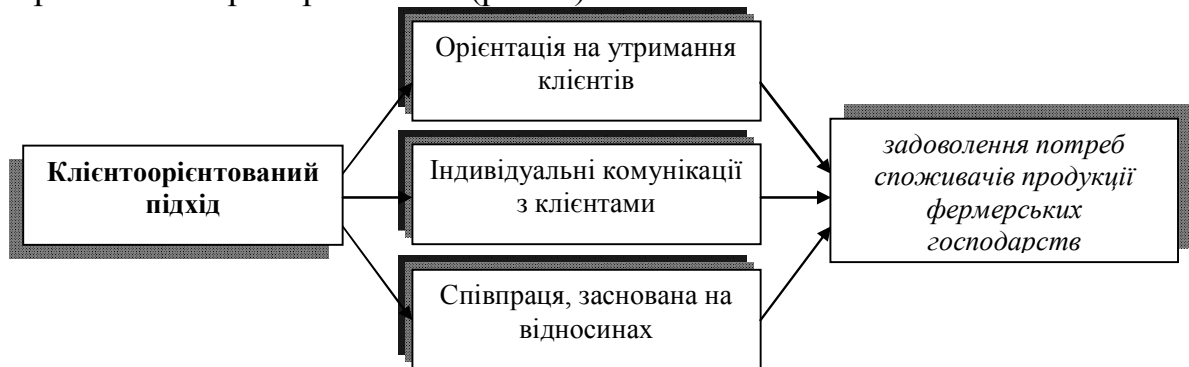 Клієнтоорієнтований
підхід
Орієнтація на утримання
клієнтів
Індивідуальні комунікації
з клієнтами
Співпраця, заснована на
відносинах
задоволення потреб
споживачів продукції
фермерських
господарств